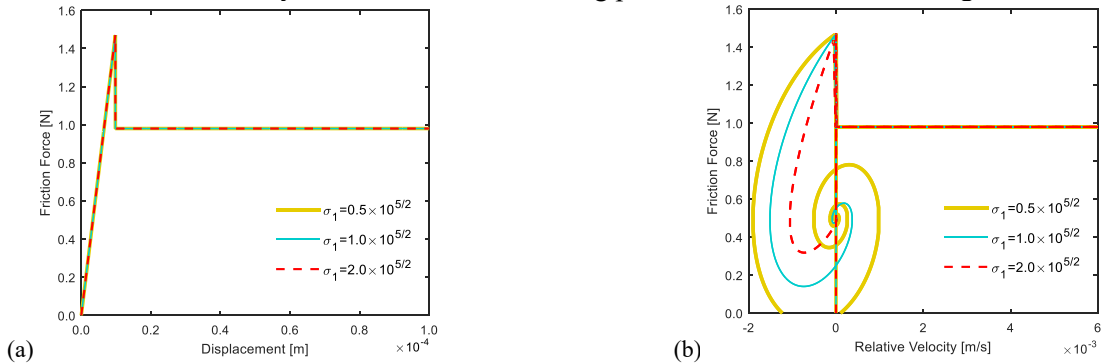 1.6
1.4
1.2
1.0
0.8
0.6
0.4
0.2
0.0
Friction Force [N]
σ1=0.5×10^5/2
σ1=1.0×10^5/2
σ1=2.0×10^5/2
0.0 0.2 0.4 0.6 0.8 1.0
Displacement [m]
×10^-4
(a)
1.6
1.4
1.2
1.0
0.8
0.6
0.4
0.2
0.0
Friction Force [N]
σ1=0.5×10^5/2
σ1=1.0×10^5/2
σ1=2.0×10^5/2
-2 0 2 4 6
Relative Velocity [m/s]
×10^-3
(b)